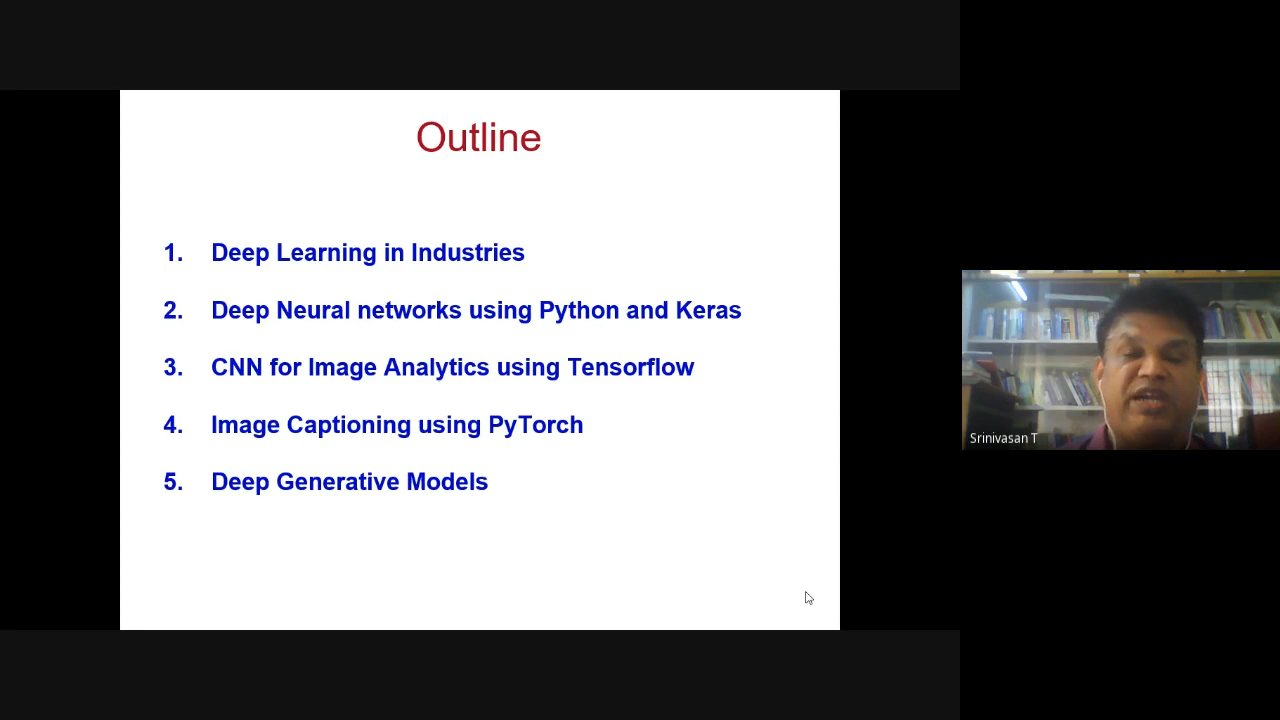 Outline
1. Deep Learning in Industries
2. Deep Neural networks using Python and Keras
3. CNN for Image Analytics using Tensorflow
4. Image Captioning using PyTorch
5. Deep Generative Models
Srinivasan T